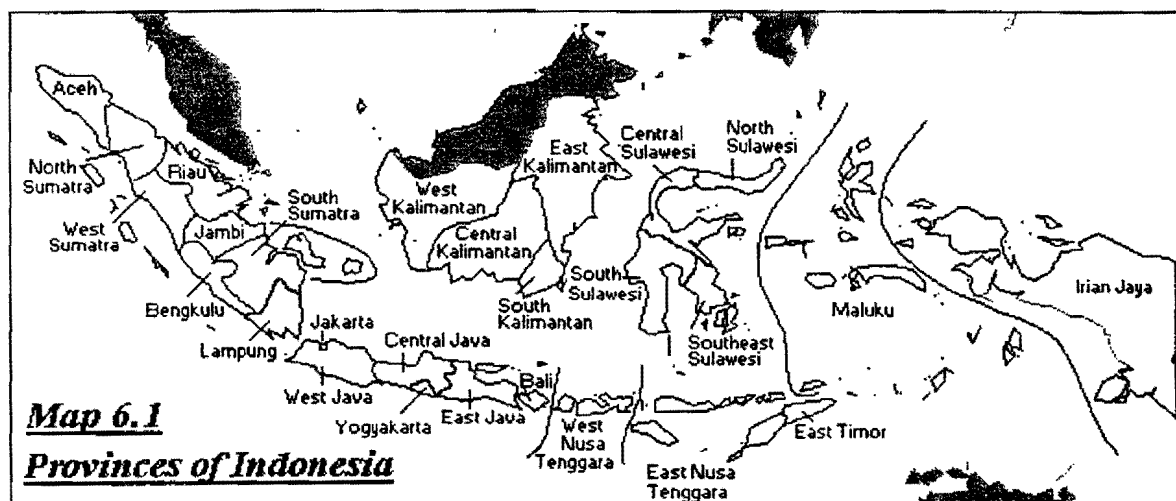 Aceh
North
Sumatra
Riau
West
Sumatra
South
Sumatra
Jambi
Bengkulu
Lampung
West
Kalimantan
Central
Kalimantan
East
Kalimantan
South
Kalimantan
Central
Sulawesi
North
Sulawesi
South
Sulawesi
Southeast
Sulawesi
Maluku
Irian Jaya
Jakarta
Central Java
West Java
Yogyakarta
East Java
Bali
West
Nusa
Tenggara
East Nusa
Tenggara
East Timor
Map 6.1
Provinces of Indonesia